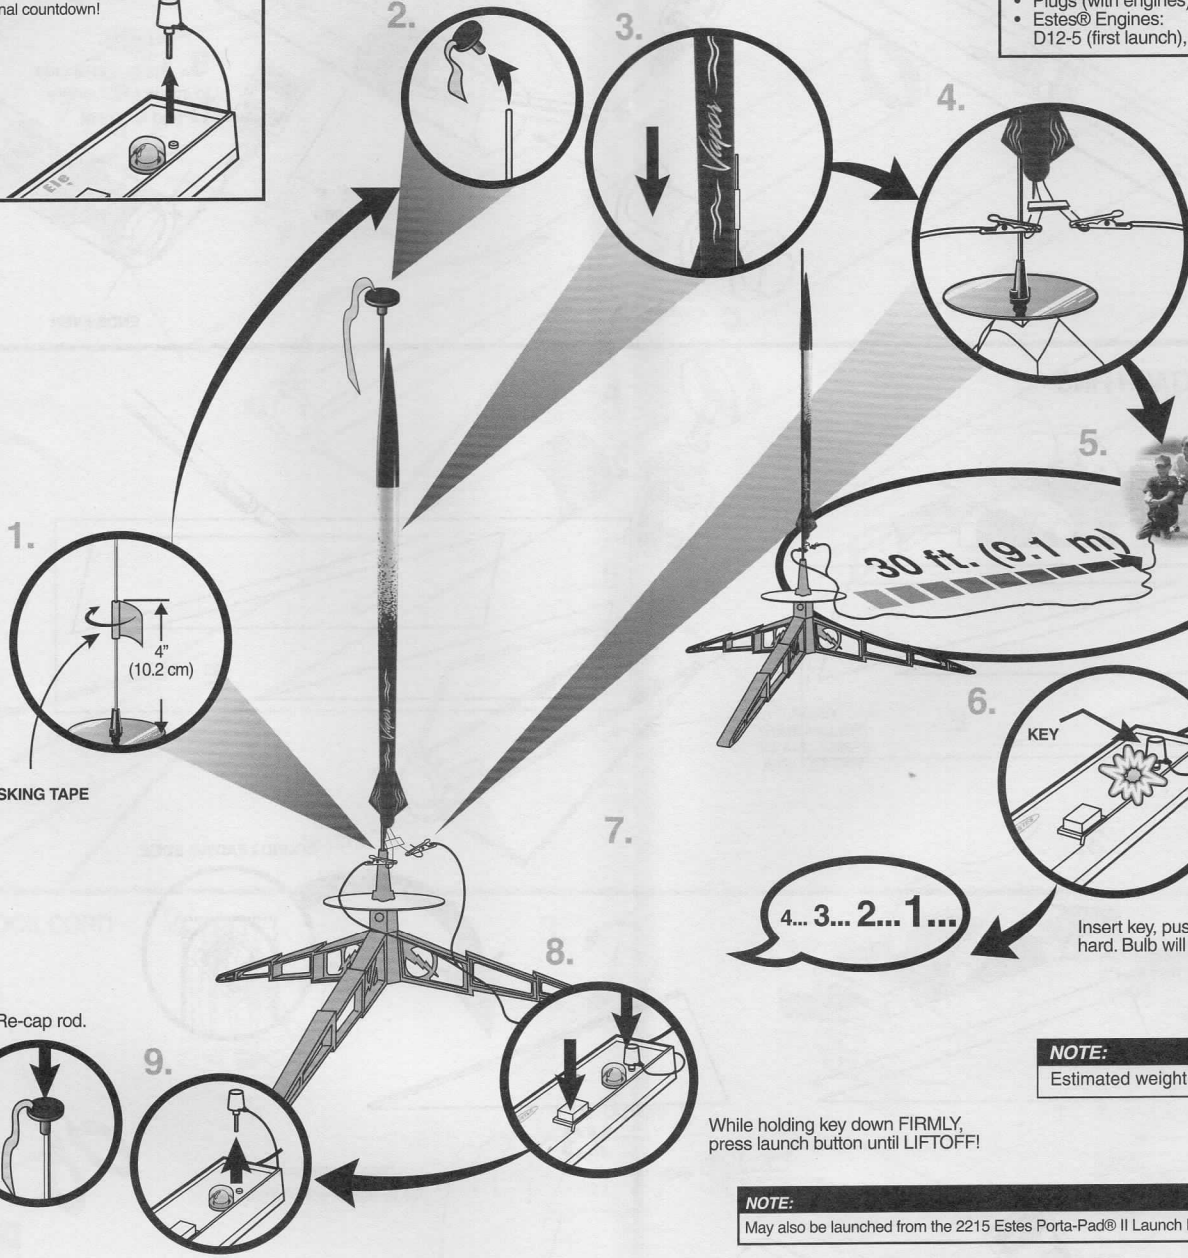 nal countdown!
Plugs (with engines)
• Estes® Engines:
D12-5 (first launch),
2.
3.
Vapor
4.
1.
4"
(10.2 cm)
SKING TAPE
5.
30 ft. (9.1 m)
6.
KEY
Insert key, pus
hard. Bulb will
7.
4... 3... 2...1...
Vapor
8.
While holding key down FIRMLY,
press launch button until LIFTOFF!
9.
Re-cap rod.
NOTE:
Estimated weight
NOTE:
May also be launched from the 2215 Estes Porta-Pad® II Launch